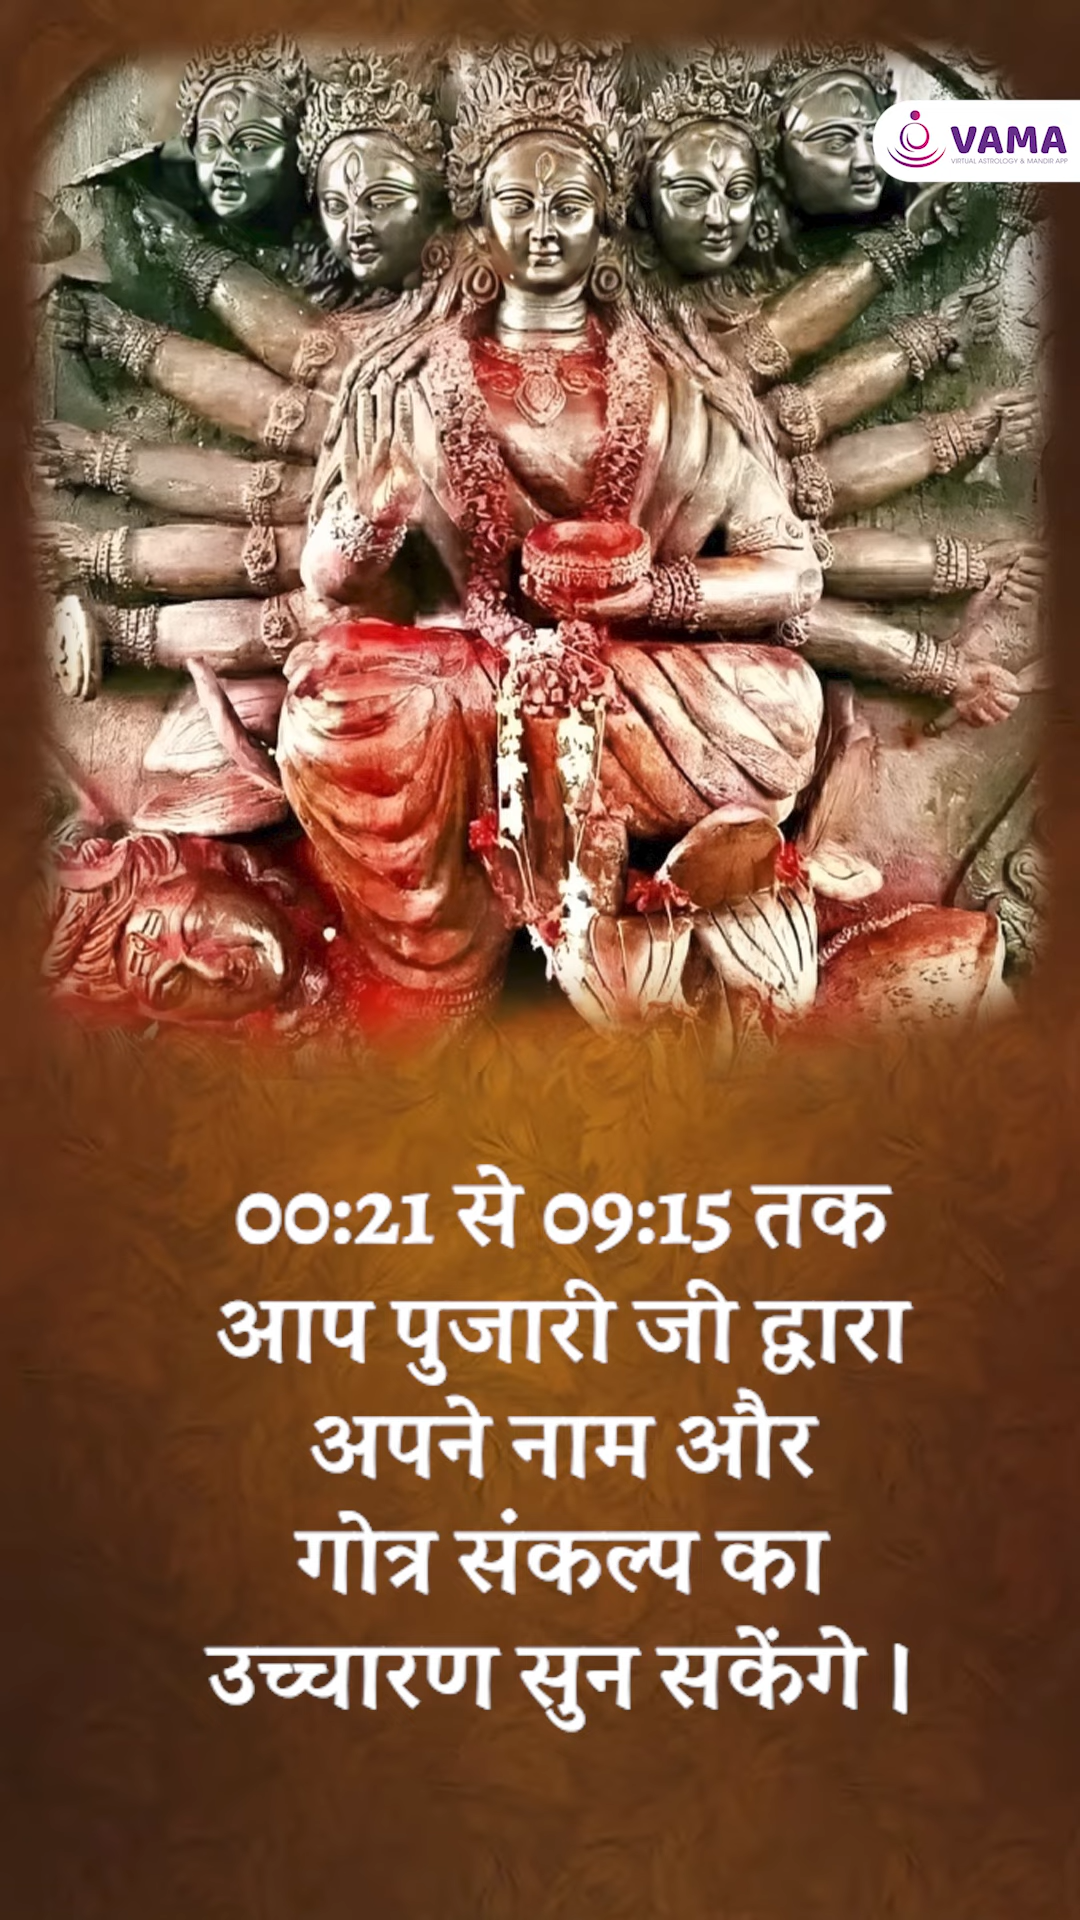 VAMA
VIRTUAL ASTROLOGY & MANDIR APP
00:21 से 09:15 तक
आप पुजारी जी द्वारा
अपने नाम और
गोत्र संकल्प का
उच्चारण सुन सकेंगे।